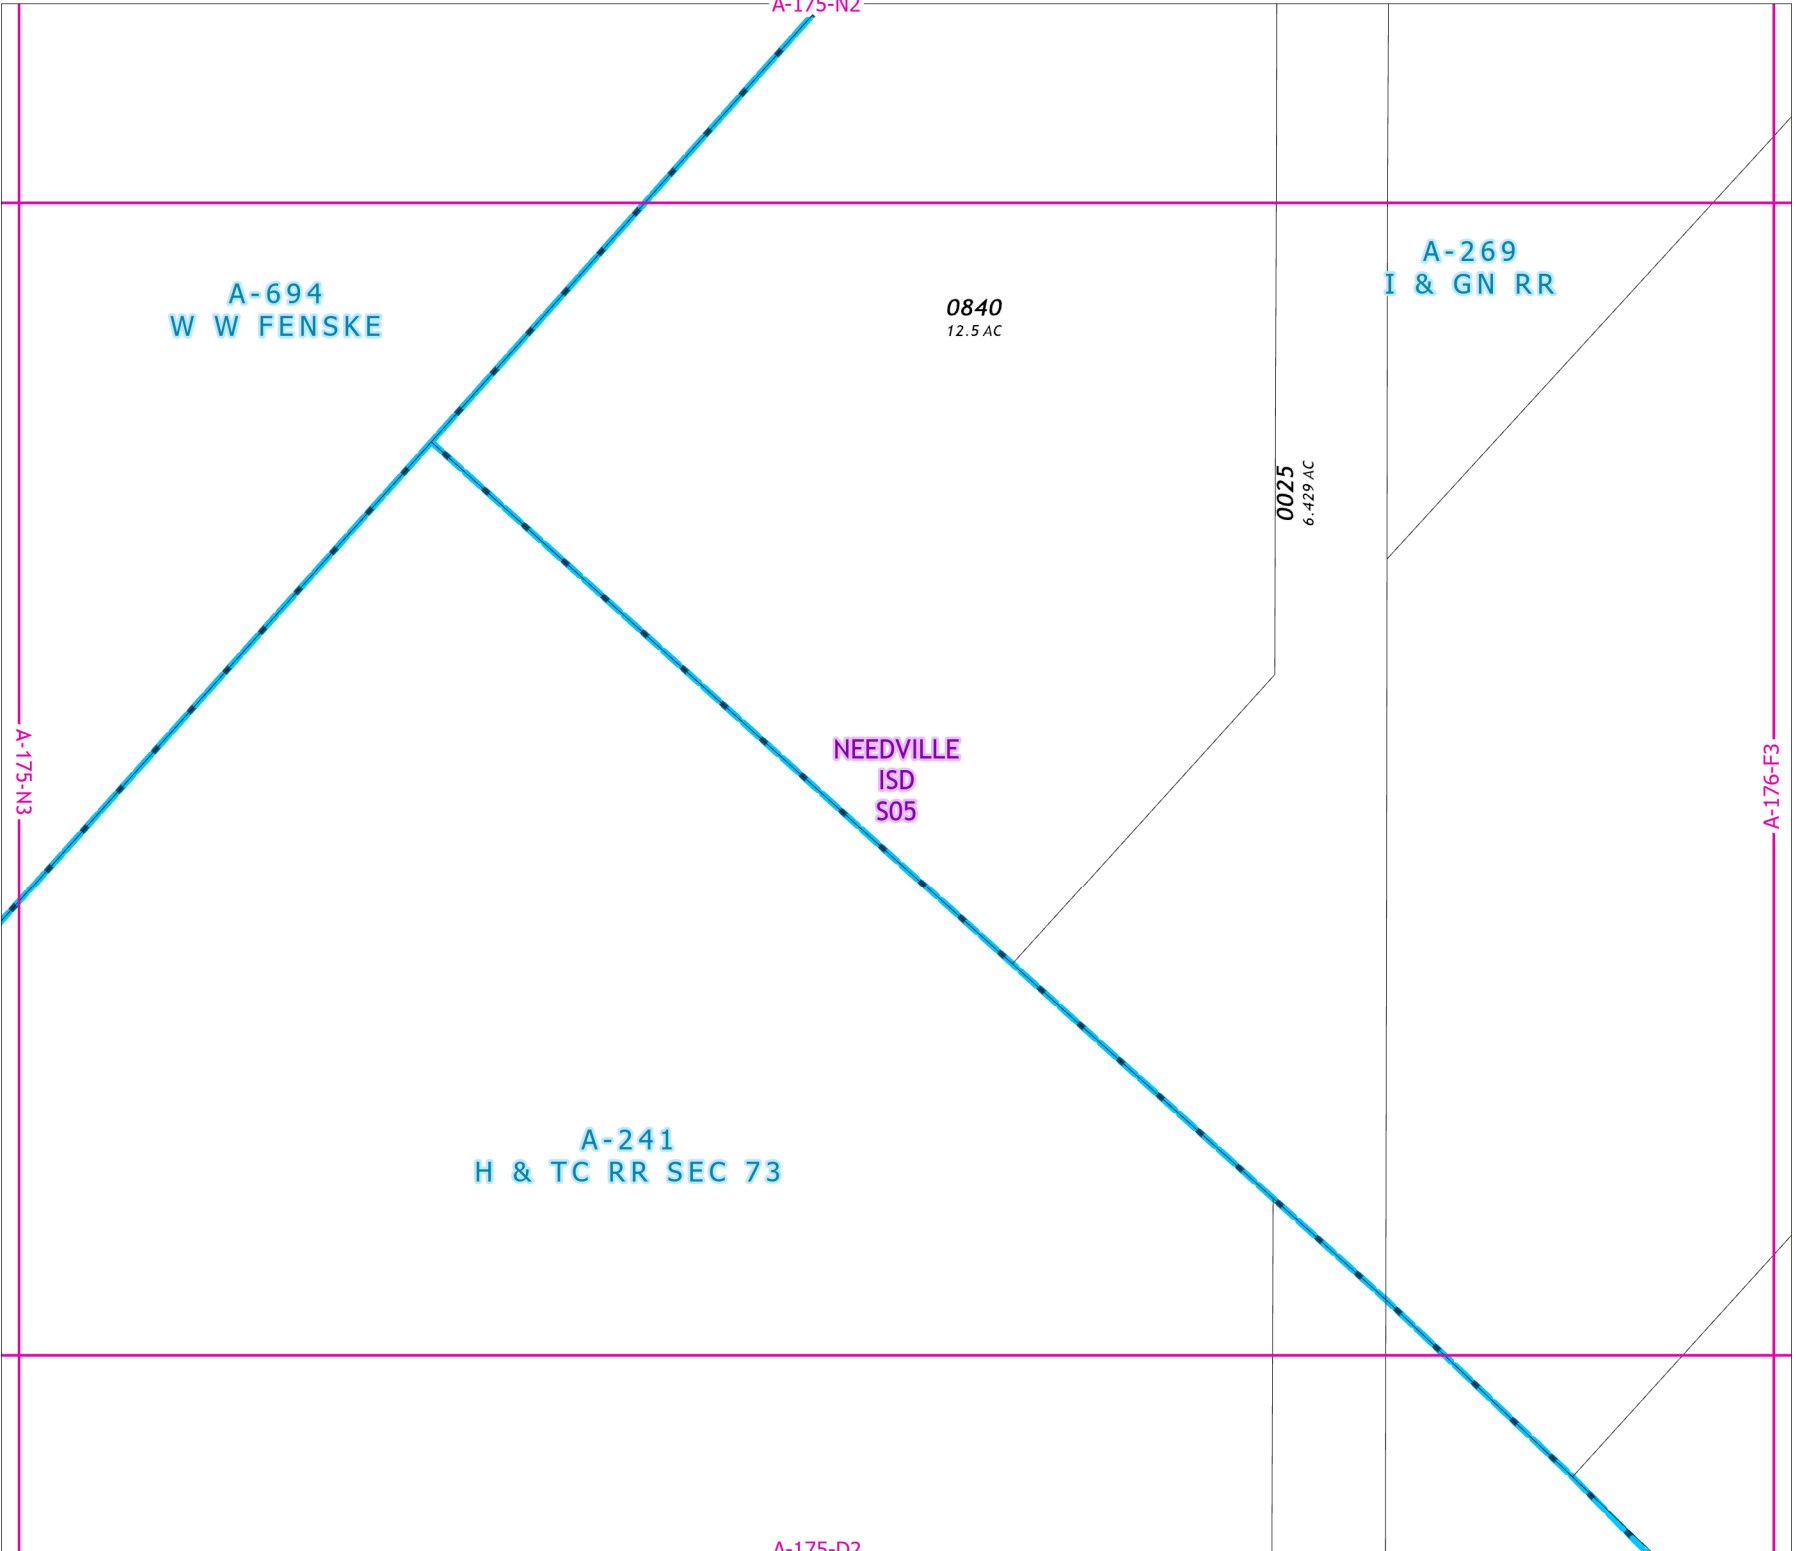 A-175-N2
A-269
I & GN RR
A-694
W W FENSKE
0840
12.5 AC
0025
6.429 AC
NEEDVILLE
ISD
S05
A-175-N3
A-176-F3
A-241
H & TC RR SEC 73
A-175-D2